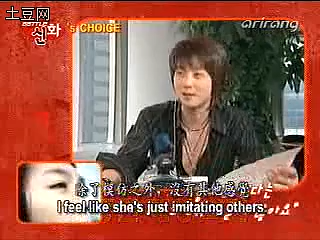 土豆网
arirang
BATTLE
신화's CHOICE
除了模仿之外，沒有其他感覺
I feel like she's just imitating others.